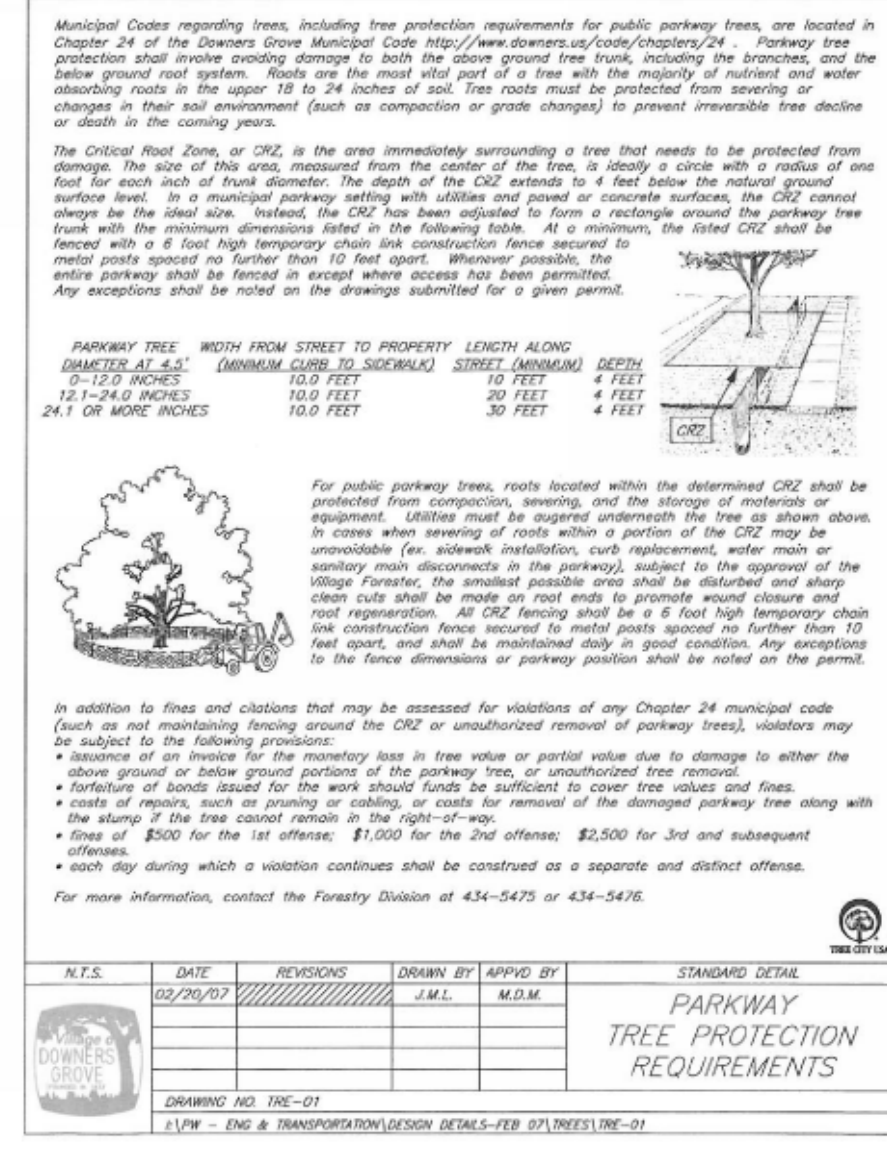 Municipal Codes regarding trees, including tree protection requirements for public parkway trees, are located in
Chapter 24 of the Downers Grove Municipal Code http://www.downers.us/code/chapters/24 . Parkway tree
protection shall involve avoiding damage to both the above ground tree trunk, including the branches, and the
below ground root system. Roots are the most vital part of a tree with the majority of nutrient and water
absorbing roots in the upper 18 to 24 inches of soil. Tree roots must be protected from severing or
changes in their soil environment (such as compaction or grade changes) to prevent irreversible tree decline
or death in the coming years.
The Critical Root Zone, or CRZ, is the area immediately surrounding a tree that needs to be protected from
damage. The size of this area, measured from the center of the tree, is ideally a circle with a radius of one
foot for each inch of trunk diameter. The depth of the CRZ extends to 4 feet below the natural ground
surface level. In a municipal parkway setting with utilities and paved or concrete surfaces, the CRZ cannot
always be the ideal size. Instead, the CRZ has been adjusted to form a rectangle around the parkway tree
trunk with the minimum dimensions listed in the following table. At a minimum, the listed CRZ shall be
fenced with a 6 foot high temporary chain link construction fence secured to
metal posts spaced no further than 10 feet apart. Whenever possible, the
entire parkway shall be fenced in except where access has been permitted.
Any exceptions shall be noted on the drawings submitted for a given permit.
PARKWAY TREE WIDTH FROM STREET TO PROPERTY LENGTH ALONG
DIAMETER AT 4.5' (MINIMUM CURB TO SIDEWALK) STREET (MINIMUM) DEPTH
0-12.0 INCHES 10.0 FEET 10 FEET 4 FEET
12.1-24.0 INCHES 10.0 FEET 20 FEET 4 FEET
24.1 OR MORE INCHES 10.0 FEET 30 FEET 4 FEET
CRZ
For public parkway trees, roots located within the determined CRZ shall be
protected from compaction, severing, and the storage of materials or
equipment. Utilities must be augered underneath the tree as shown above.
In cases when severing of roots within a portion of the CRZ may be
unavoidable (ex. sidewalk installation, curb replacement, water main or
sanitary main disconnects in the parkway), subject to the approval of the
Village Forester, the smallest possible area shall be disturbed and sharp
clean cuts shall be made on root ends to promote wound closure and
root regeneration. All CRZ fencing shall be a 6 foot high temporary chain
link construction fence secured to metal posts spaced no further than 10
feet apart, and shall be maintained daily in good condition. Any exceptions
to the fence dimensions or parkway position shall be noted on the permit.
In addition to fines and citations that may be assessed for violations of any Chapter 24 municipal code
(such as not maintaining fencing around the CRZ or unauthorized removal of parkway trees), violators may
be subject to the following provisions:
• issuance of an invoice for the monetary loss in tree value or partial value due to damage to either the
above ground or below ground portions of the parkway tree, or unauthorized tree removal.
• forfeiture of bonds issued for the work should funds be sufficient to cover tree values and fines.
• costs of repairs, such as pruning or cabling, or costs for removal of the damaged parkway tree along with
the stump if the tree cannot remain in the right-of-way.
• fines of $500 for the 1st offense; $1,000 for the 2nd offense; $2,500 for 3rd and subsequent
offenses.
• each day during which a violation continues shall be construed as a separate and distinct offense.
For more information, contact the Forestry Division at 434-5475 or 434-5476.
TREE CITY USA
N.T.S. DATE REVISIONS DRAWN BY APPVD BY STANDARD DETAIL
02/20/07 J.M.L. M.D.M.
PARKWAY
TREE PROTECTION
REQUIREMENTS
Village of
DOWNERS
GROVE
DRAWING NO. TRE-01
\PW - ENG & TRANSPORTATION\DESIGN DETAILS-FEB 07\TREES\TRE-01